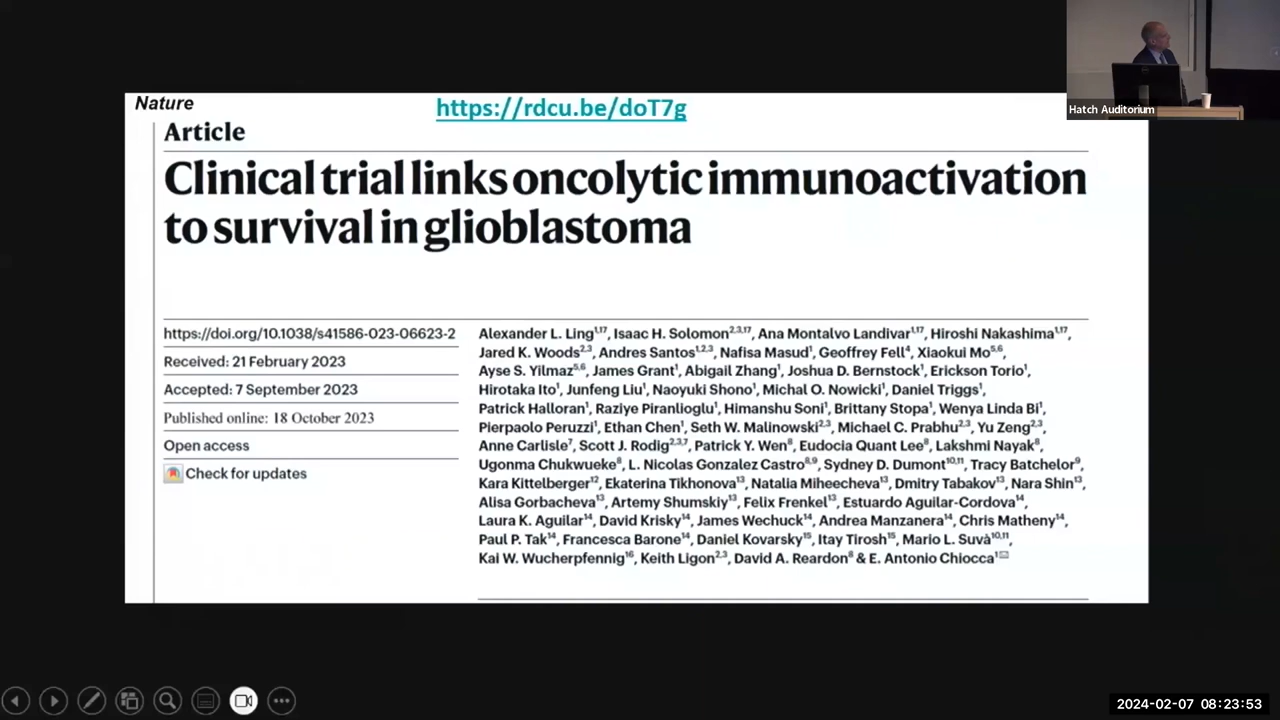 Nature
https://rdcu.be/doT7g
Article
Clinical trial links oncolytic immunoactivation
to survival in glioblastoma
https://doi.org/10.1038/s41586-023-06623-2
Received: 21 February 2023
Accepted: 7 September 2023
Published online: 18 October 2023
Open access
Check for updates
Alexander L. Ling1,17, Isaac H. Solomon2,3,17, Ana Montalvo Landivar1,17, Hiroshi Nakashima1,17,
Jared K. Woods2,3, Andres Santos1,2,3, Nafisa Masud1, Geoffrey Fell4, Xiaokui Mo5,6,
Ayse S. Yilmaz5,6, James Grant1, Abigail Zhang1, Joshua D. Bernstock1, Erickson Torio1,
Hirotaka Ito1, Junfeng Liu1, Naoyuki Shono1, Michal O. Nowicki1, Daniel Triggs1,
Patrick Halloran1, Raziye Piranlioglu1, Himanshu Soni1, Brittany Stopa1, Wenya Linda Bi1,
Pierpaolo Peruzzi1, Ethan Chen1, Seth W. Malinowski2,3, Michael C. Prabhu2,3, Yu Zeng2,3,
Anne Carlisle7, Scott J. Rodig2,3,7, Patrick Y. Wen8, Eudocia Quant Lee8, Lakshmi Nayak8,
Ugonma Chukwueke8, L. Nicolas Gonzalez Castro8,9, Sydney D. Dumont10,11, Tracy Batchelor9,
Kara Kittelberger12, Ekaterina Tikhonova13, Natalia Miheecheva13, Dmitry Tabakov13, Nara Shin13,
Alisa Gorbacheva13, Artemy Shumskiy13, Felix Frenkel13, Estuardo Aguilar-Cordova14,
Laura K. Aguilar14, David Krisky14, James Wechuck14, Andrea Manzanera14, Chris Matheny14,
Paul P. Tak14, Francesca Barone14, Daniel Kovarsky15, Itay Tirosh15, Mario L. Suvà10,11,
Kai W. Wucherpfennig16, Keith Ligon2,3, David A. Reardon8 & E. Antonio Chiocca1
Hatch Auditorium
2024-02-07 08:23:53